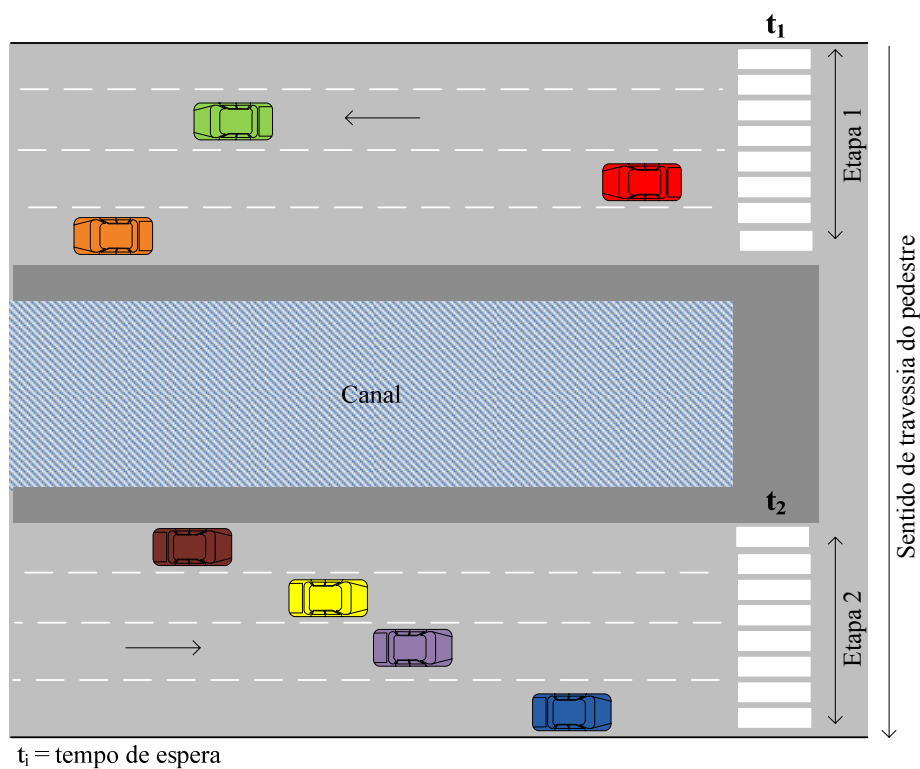 t1
Etapa 1
Canal
Sentido de travessia do pedestre
t2
Etapa 2
ti = tempo de espera